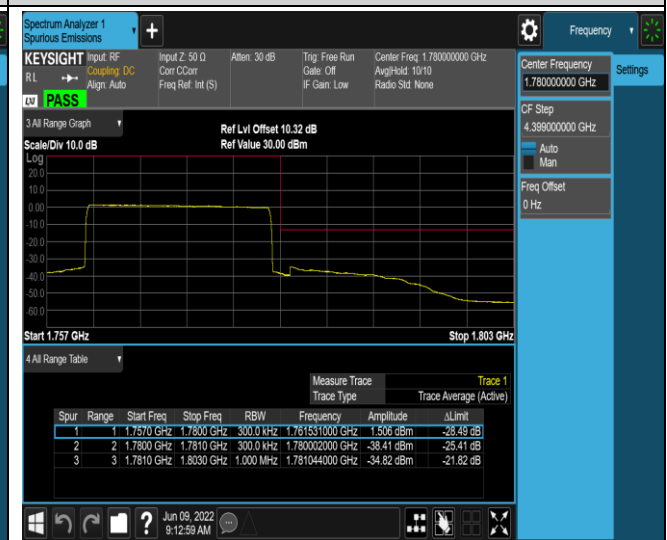 Spectrum Analyzer 1
Spurious Emissions
+
Frequency
KEYSIGHT Input: RF Input Z: 50 Ω Atten: 30 dB Trig: Free Run Center Freq: 1.780000000 GHz
R L Coupling: DC Corr CCorr Gate: Off Avg|Hold: 10/10
Align: Auto Freq Ref: Int (S) IF Gain: Low Radio Std: None
PASS
Center Frequency
1.780000000 GHz
Settings
CF Step
4.399000000 GHz
Auto
Man
Freq Offset
0 Hz
3 All Range Graph
Ref Lvl Offset 10.32 dB
Scale/Div 10.0 dB Ref Value 30.00 dBm
Log
20.0
10.0
0.00
-10.0
-20.0
-30.0
-40.0
-50.0
-60.0
Start 1.757 GHz Stop 1.803 GHz
4 All Range Table
Measure Trace Trace 1
Trace Type Trace Average (Active)
Spur Range Start Freq Stop Freq RBW Frequency Amplitude ΔLimit
1 1 1.7570 GHz 1.7800 GHz 300.0 kHz 1.761531000 GHz 1.506 dBm -28.49 dB
2 2 1.7800 GHz 1.7810 GHz 300.0 kHz 1.780002000 GHz -38.41 dBm -25.41 dB
3 3 1.7810 GHz 1.8030 GHz 1.000 MHz 1.781044000 GHz -34.82 dBm -21.82 dB
? Jun 09, 2022
9:12:59 AM